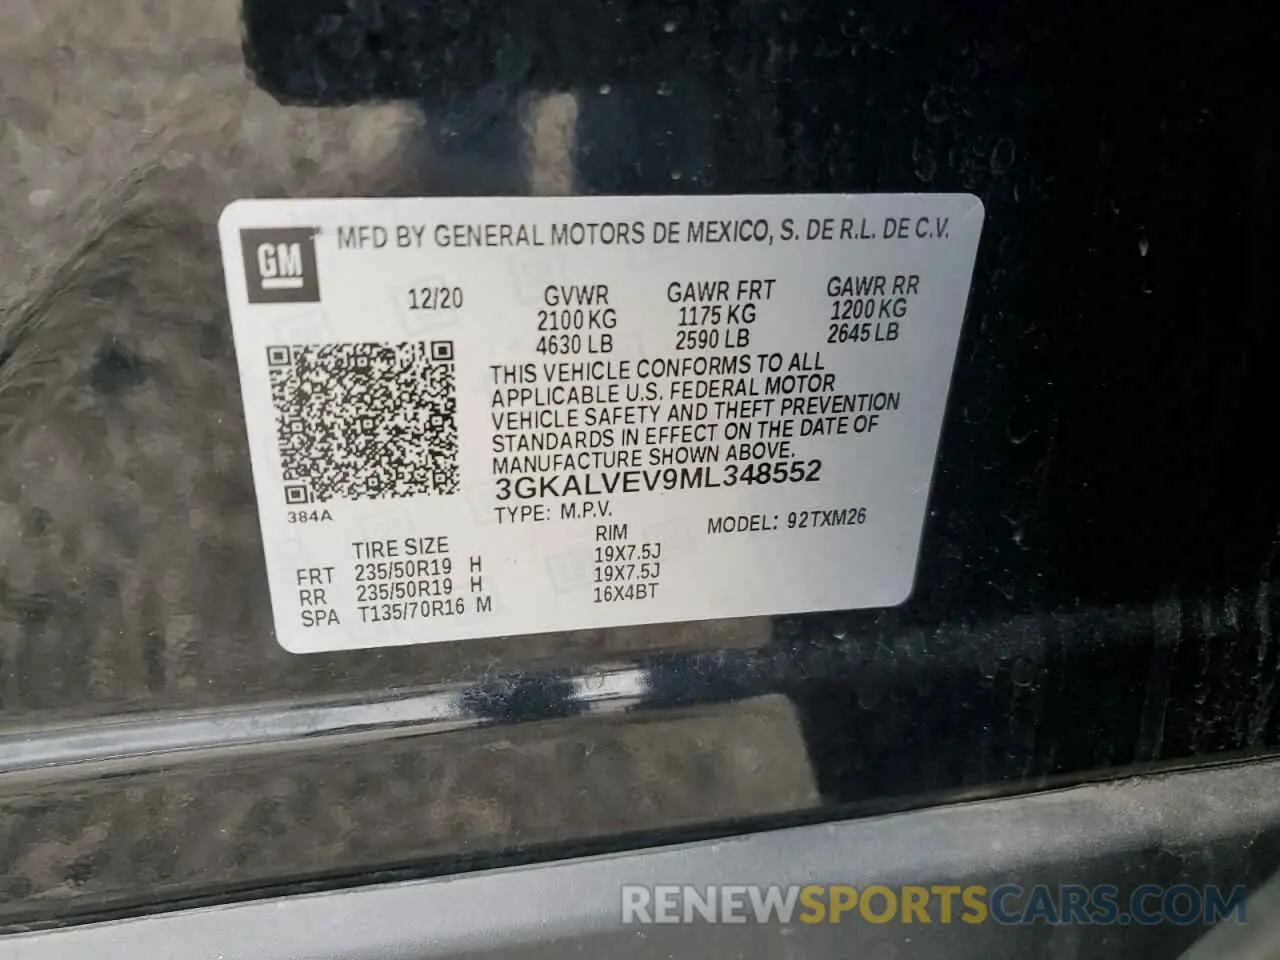 GM
MFD BY GENERAL MOTORS DE MEXICO, S. DE R.L. DE C.V.
12/20 GVWR GAWR FRT GAWR RR
2100 KG 1175 KG 1200 KG
4630 LB 2590 LB 2645 LB
THIS VEHICLE CONFORMS TO ALL
APPLICABLE U.S. FEDERAL MOTOR
VEHICLE SAFETY AND THEFT PREVENTION
STANDARDS IN EFFECT ON THE DATE OF
MANUFACTURE SHOWN ABOVE.
3GKALVEV9ML348552
384A
TYPE: M.P.V. MODEL: 92TXM26
TIRE SIZE RIM
FRT 235/50R19 H 19X7.5J
RR 235/50R19 H 19X7.5J
SPA T135/70R16 M 16X4BT
RENEWSPORTSCARS.COM